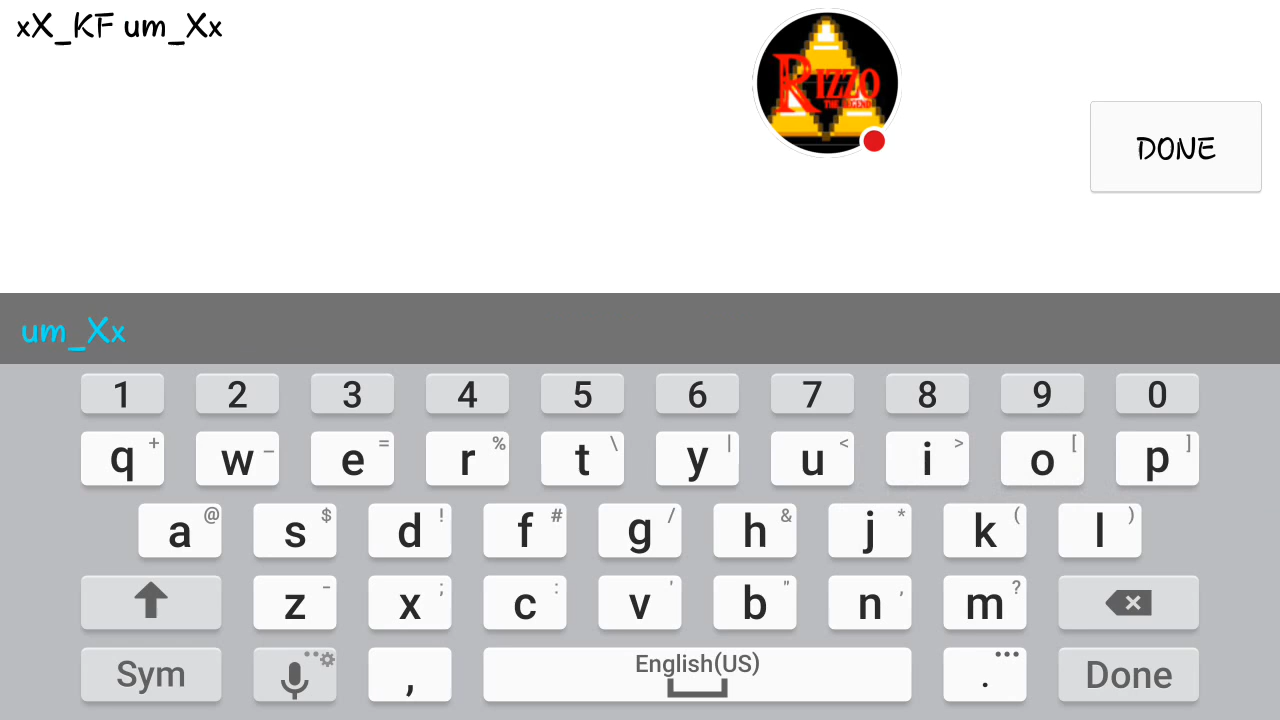 xX_KF um_Xx
RIZZO
THE LEGEND
DONE
um_Xx
1 2 3 4 5 6 7 8 9 0
q + w _ e = r % t \ y | u < i > o [ p ]
a @ s $ d ! f # g / h & j * k ( l )
z - x ; c : v ' b " n , m ?
Sym , English(US) . ... Done